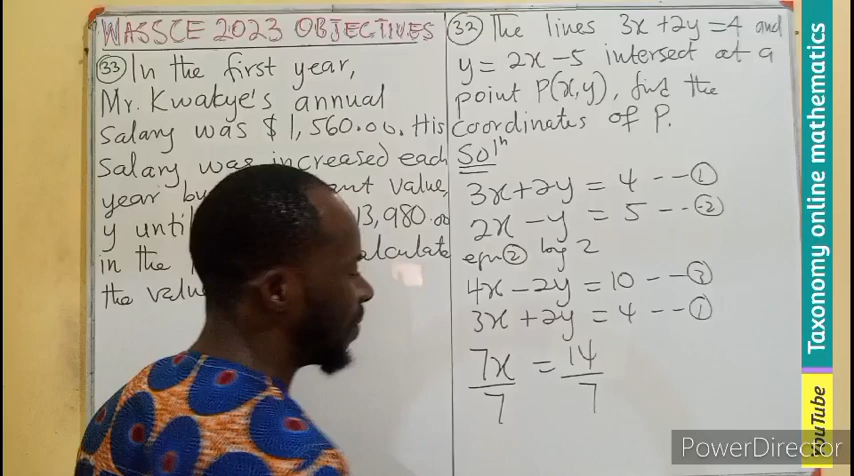 WASSCE 2023 OBJECTIVES
33 In the first year,
Mr. Kwakye's annual
salary was $1,560.00. His
salary was increased each
year by ant value,
y until 13,980.00
in the alculate
the valu
32 The lines 3x + 2y = 4 and
y = 2x - 5 intersect at a
point P(x,y), find the
coordinates of P.
Soln
3x + 2y = 4 -- 1
2x - y = 5 -- 2
eqn 2 by 2
4x - 2y = 10 -- 3
3x + 2y = 4 -- 1
7x = 14
7 7
Taxonomy online mathematics
YouTube
PowerDirector